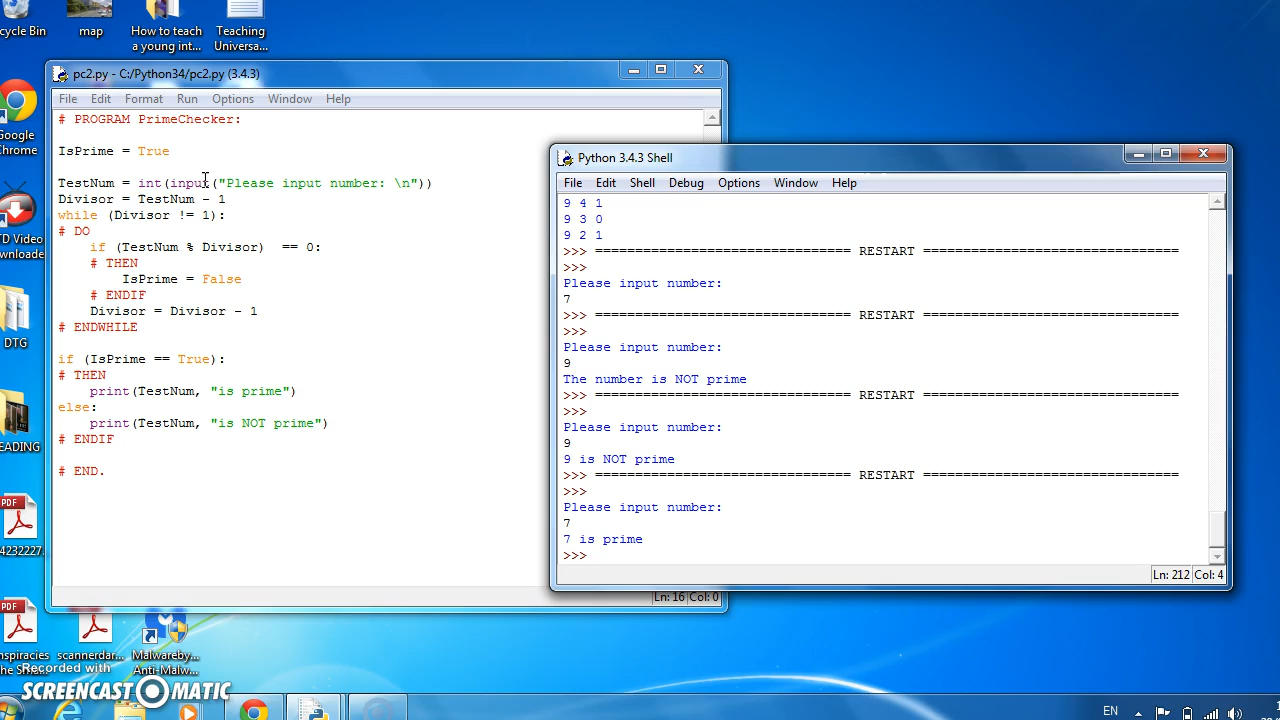 cycle Bin
map
How to teach
a young int...
Teaching
Universa...
Google
Chrome
TD Video
ownloade
DTG
EADING
PDF
4232227
PDF
nspiracies
The Sma...
PDF
scannerdar...
Malwareby...
Anti-Malw...
Recorded with
SCREENCAST MATIC
pc2.py - C:/Python34/pc2.py (3.4.3)
File Edit Format Run Options Window Help
# PROGRAM PrimeChecker:
IsPrime = True
TestNum = int(input("Please input number: \n"))
Divisor = TestNum - 1
while (Divisor != 1):
# DO
if (TestNum % Divisor)  == 0:
# THEN
IsPrime = False
# ENDIF
Divisor = Divisor - 1
# ENDWHILE
if (IsPrime == True):
# THEN
print(TestNum, "is prime")
else:
print(TestNum, "is NOT prime")
# ENDIF
# END.
Ln: 16 Col: 0
Python 3.4.3 Shell
File Edit Shell Debug Options Window Help
9 4 1
9 3 0
9 2 1
>>> ================================ RESTART ================================
>>>
Please input number:
7
>>> ================================ RESTART ================================
>>>
Please input number:
9
The number is NOT prime
>>> ================================ RESTART ================================
>>>
Please input number:
9
9 is NOT prime
>>> ================================ RESTART ================================
>>>
Please input number:
7
7 is prime
>>>
Ln: 212 Col: 4
EN